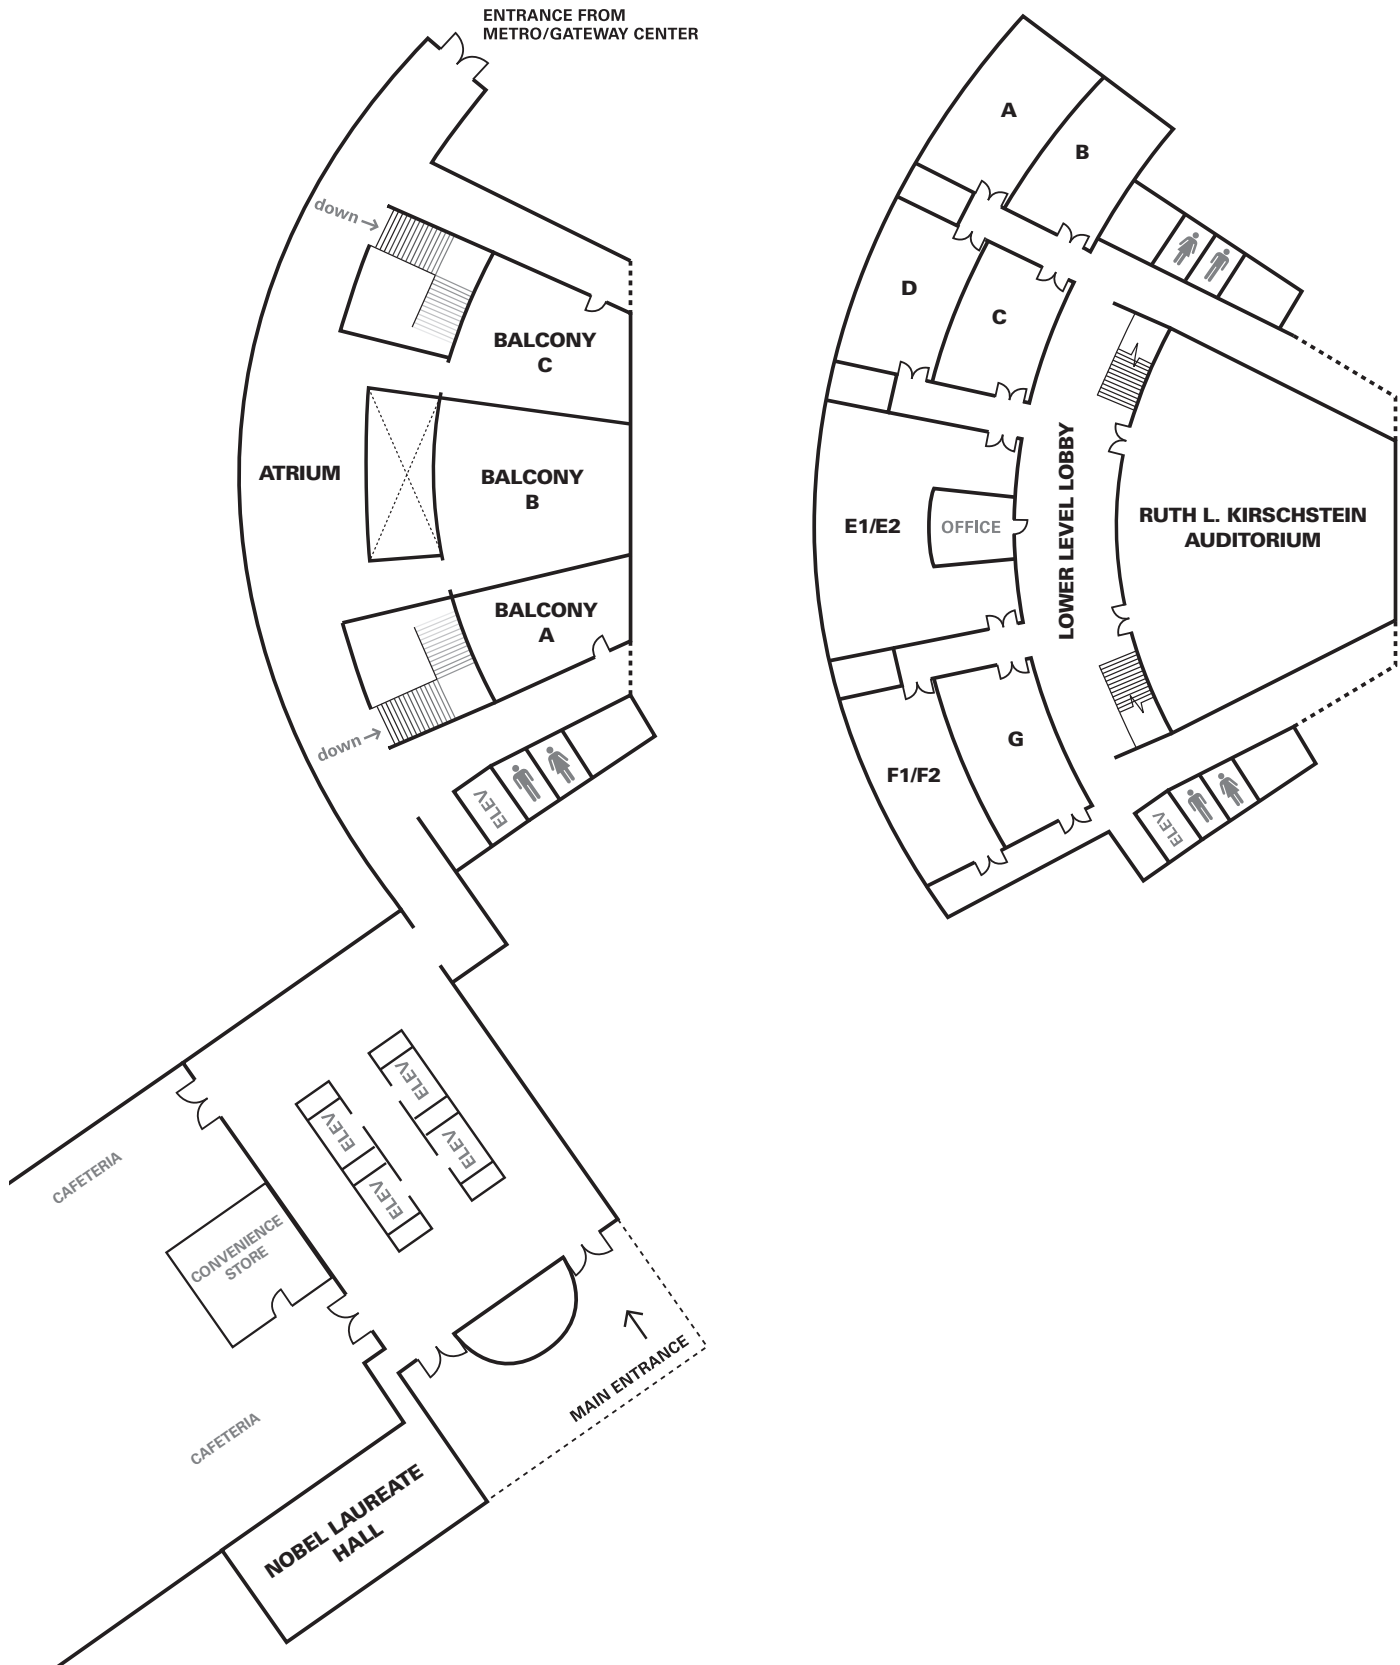 ENTRANCE FROM
METRO/GATEWAY CENTER
down
BALCONY
C
ATRIUM
BALCONY
B
BALCONY
A
down
ELEV
ELEV
ELEV
ELEV
ELEV
CAFETERIA
CONVENIENCE
STORE
MAIN ENTRANCE
CAFETERIA
NOBEL LAUREATE
HALL
A
B
D
C
E1/E2
OFFICE
LOWER LEVEL LOBBY
RUTH L. KIRSCHSTEIN
AUDITORIUM
G
F1/F2
ELEV